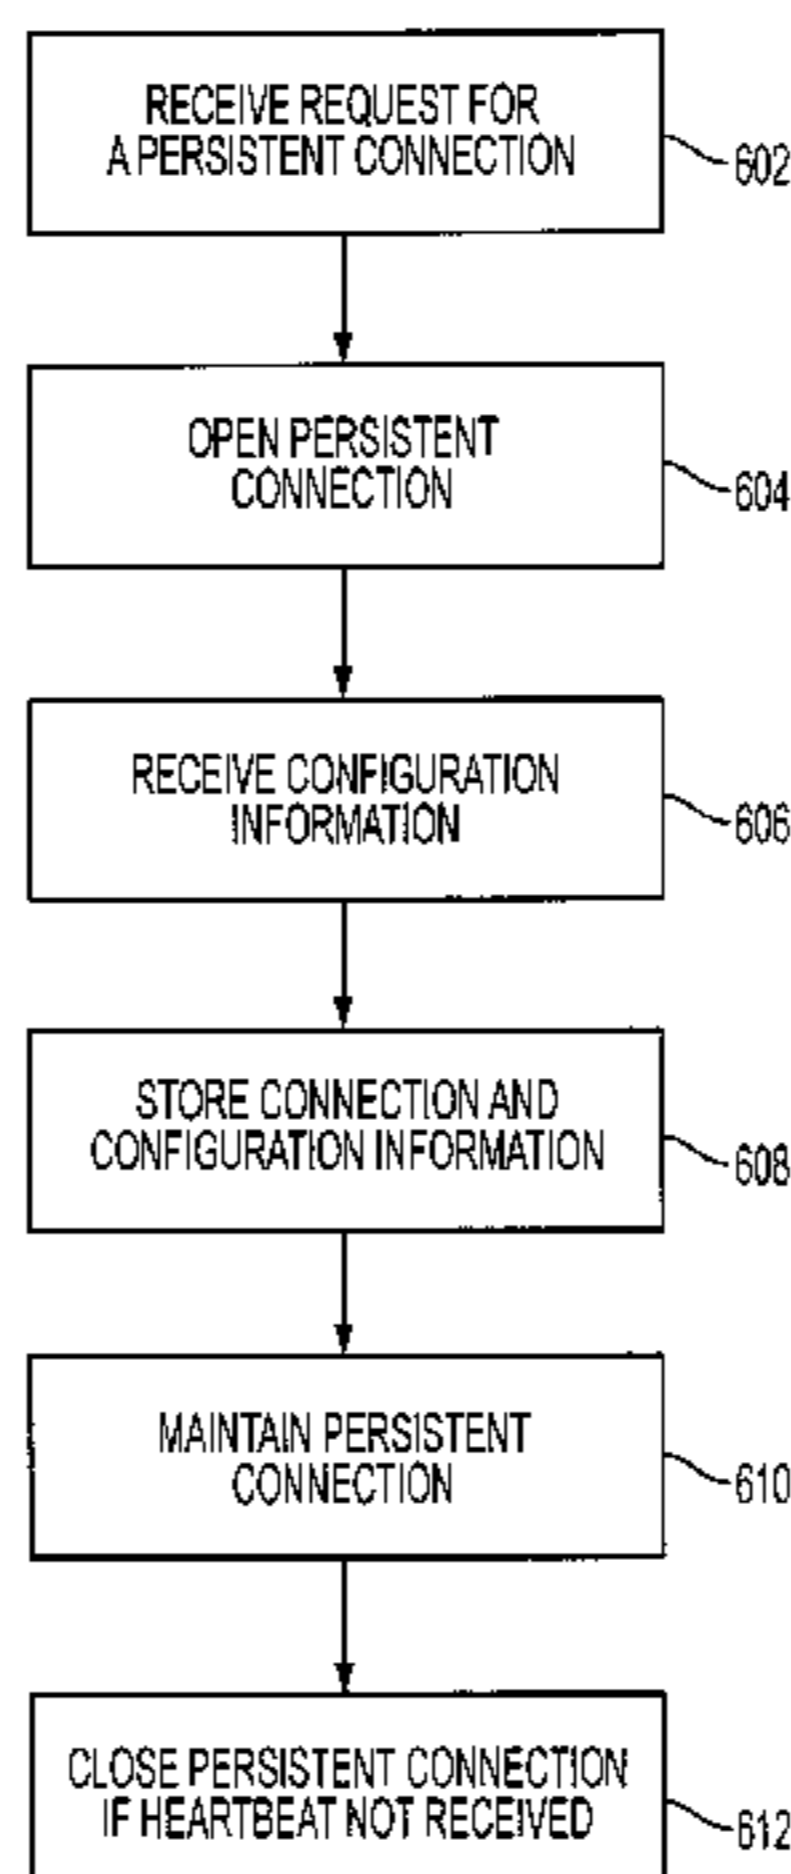 RECEIVE REQUEST FOR
A PERSISTENT CONNECTION
602
OPEN PERSISTENT
CONNECTION
604
RECEIVE CONFIGURATION
INFORMATION
606
STORE CONNECTION AND
CONFIGURATION INFORMATION
608
MAINTAIN PERSISTENT
CONNECTION
610
CLOSE PERSISTENT CONNECTION
IF HEARTBEAT NOT RECEIVED
612